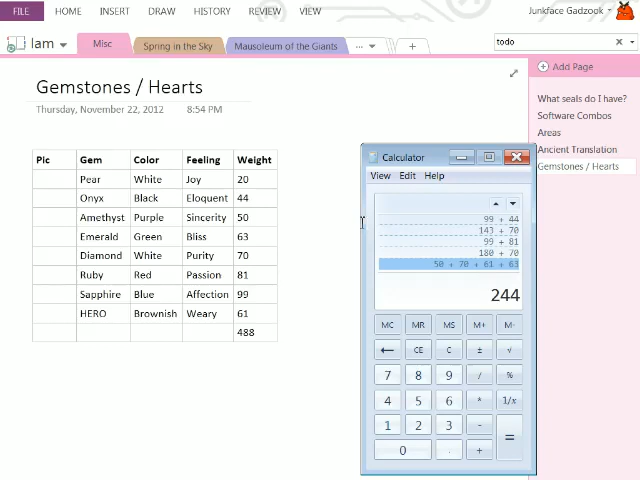 FILE HOME INSERT DRAW HISTORY REVIEW VIEW Junkface Gadzook
Iam Misc Spring in the Sky Mausoleum of the Giants ... + todo
Add Page
What seals do I have?
Software Combos
Areas
Ancient Translation
Gemstones / Hearts
Gemstones / Hearts
Thursday, November 22, 2012 8:54 PM
Pic Gem Color Feeling Weight
Pear White Joy 20
Onyx Black Eloquent 44
Amethyst Purple Sincerity 50
Emerald Green Bliss 63
Diamond White Purity 70
Ruby Red Passion 81
Sapphire Blue Affection 99
HERO Brownish Weary 61
488
Calculator
View Edit Help
99 + 44
143 + 70
99 + 81
180 + 70
50 + 70 + 61 + 63
244
MC MR MS M+ M-
← CE C ± √
7 8 9 / %
4 5 6 * 1/x
1 2 3 - =
0 . +